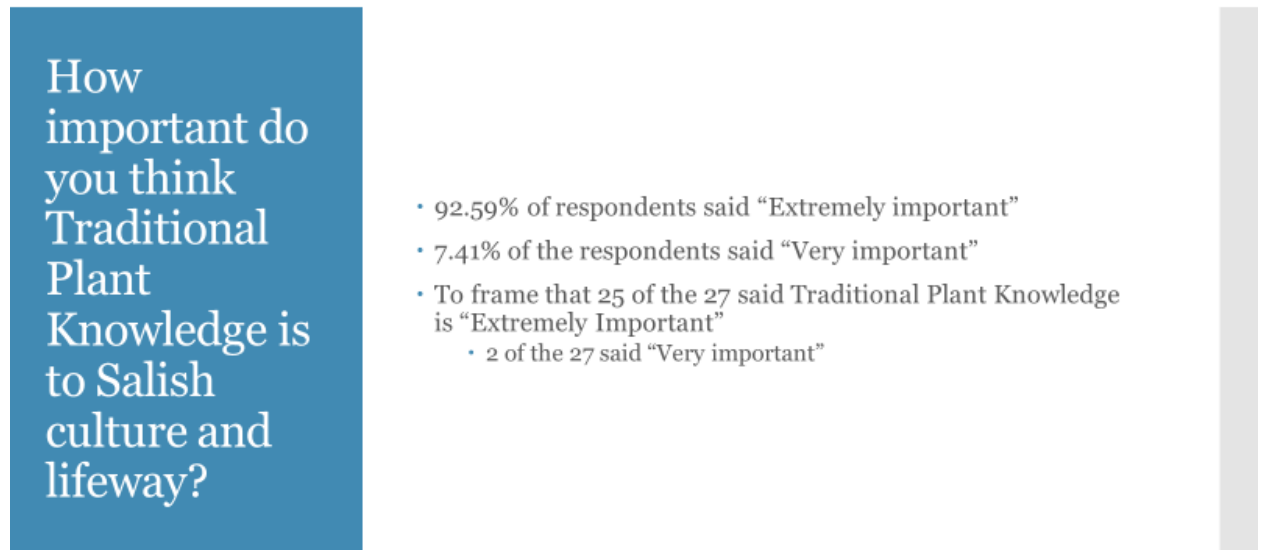 How
important do
you think
Traditional
Plant
Knowledge is
to Salish
culture and
lifeway?
• 92.59% of respondents said “Extremely important”
• 7.41% of the respondents said “Very important”
• To frame that 25 of the 27 said Traditional Plant Knowledge
is “Extremely Important”
• 2 of the 27 said “Very important”